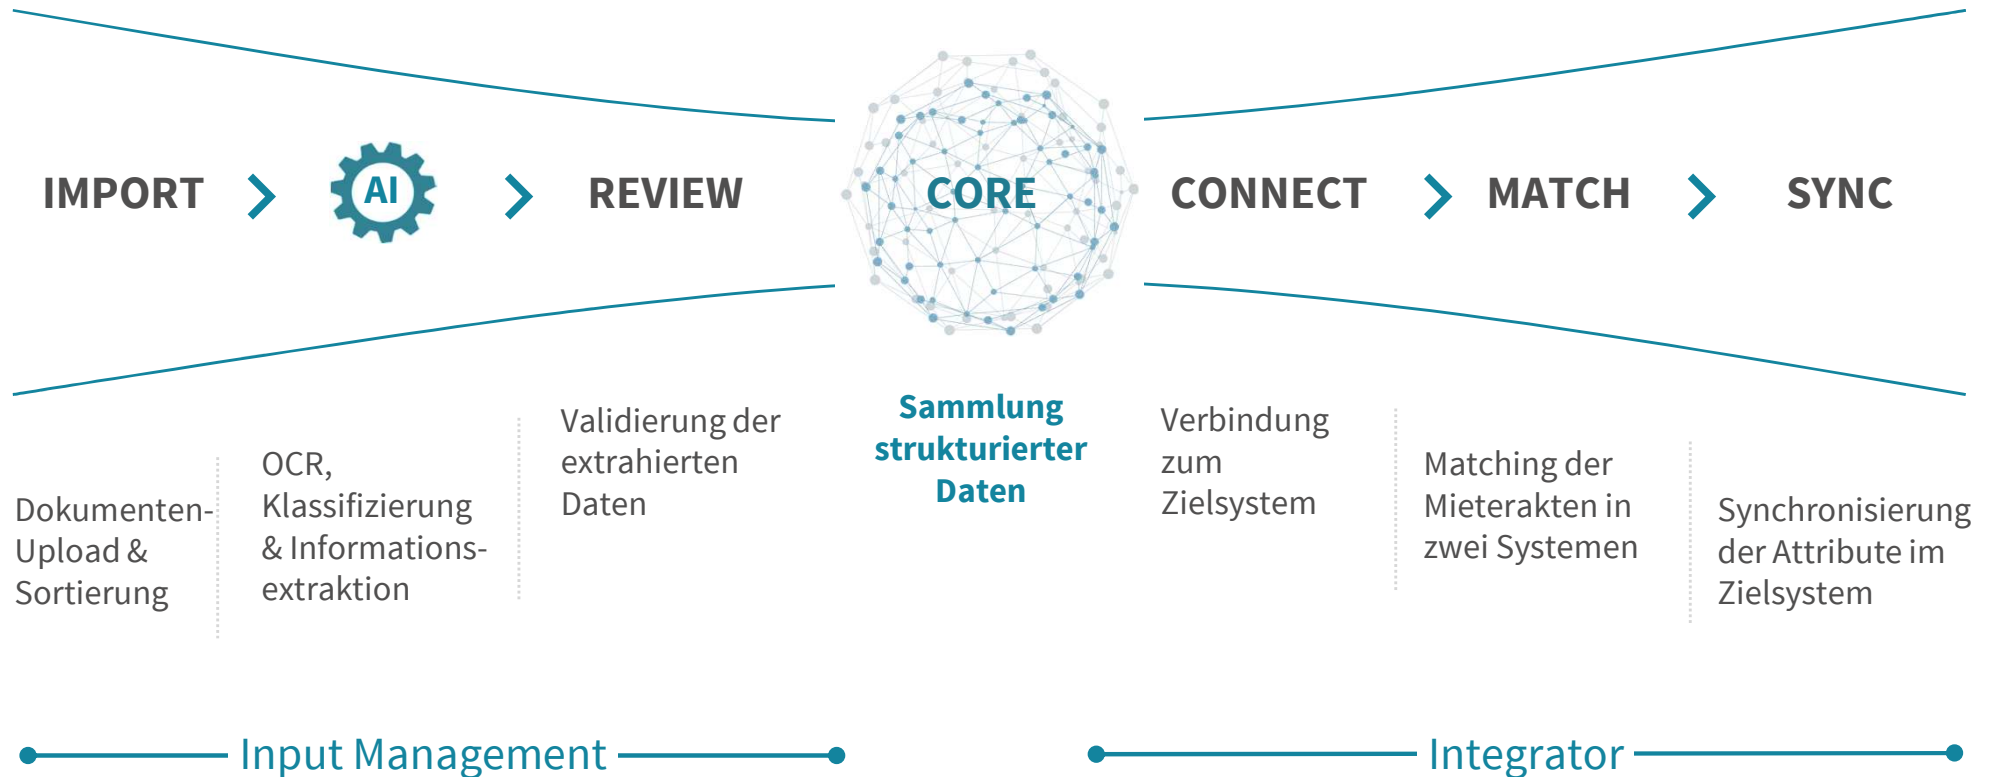 IMPORT
AI
REVIEW
CORE
CONNECT
MATCH
SYNC
Dokumenten-
Upload &
Sortierung
OCR,
Klassifizierung
& Informations-
extraktion
Validierung der
extrahierten
Daten
Sammlung
strukturierter
Daten
Verbindung
zum
Zielsystem
Matching der
Mieterakten in
zwei Systemen
Synchronisierung
der Attribute im
Zielsystem
Input Management
Integrator